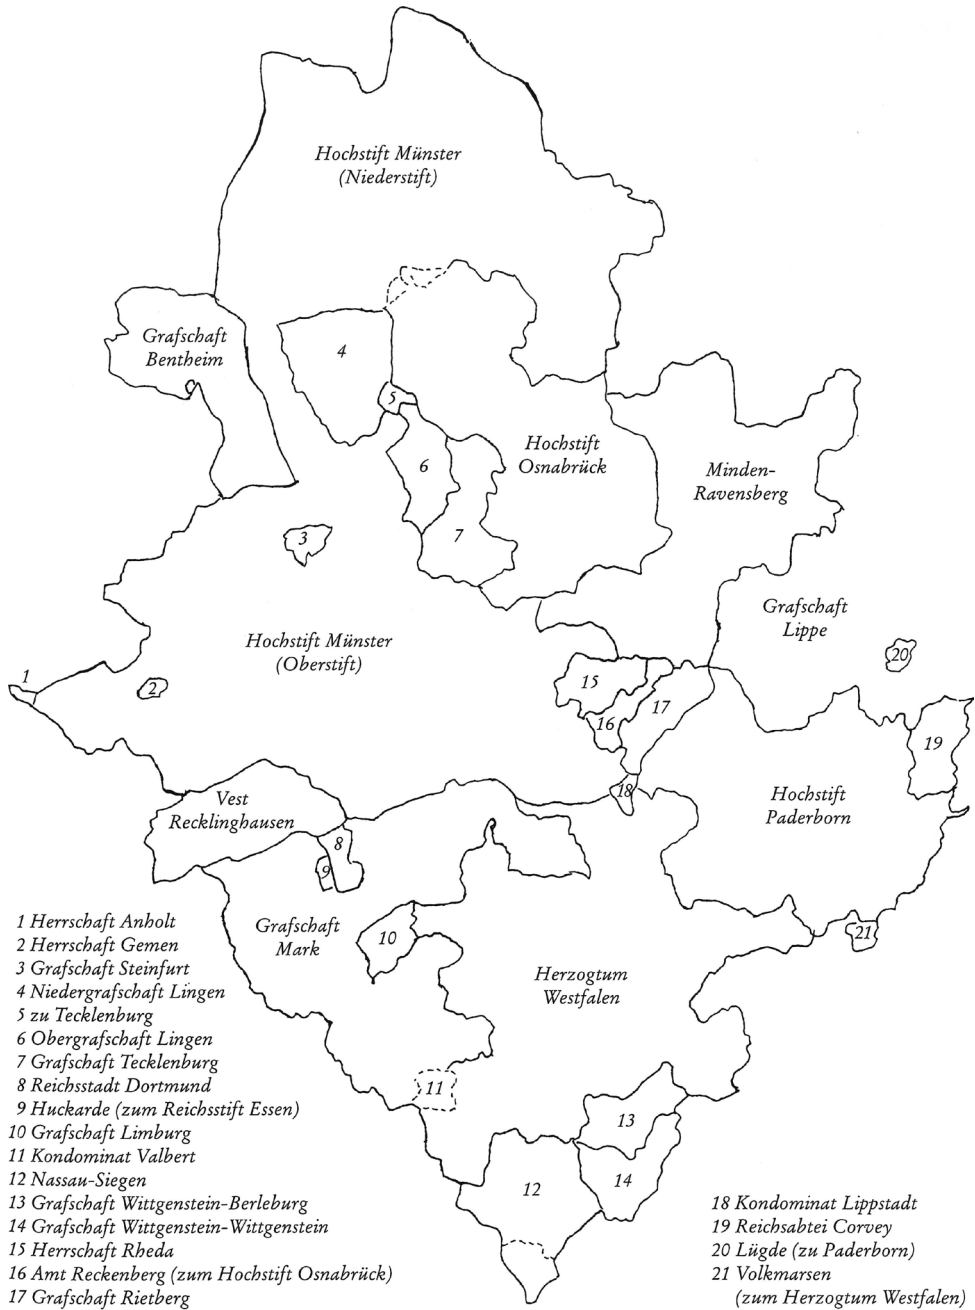 Hochstift Münster
(Niederstift)
Grafschaft
Bentheim
4
5
Hochstift
Osnabrück
6
Minden-
Ravensberg
7
3
Grafschaft
Lippe
Hochstift Münster
(Oberstift)
20
1
2
15
17
16
19
18
Hochstift
Paderborn
Vest
Recklinghausen
8
9
Grafschaft
Mark
10
21
Herzogtum
Westfalen
11
13
12
14
1 Herrschaft Anholt
2 Herrschaft Gemen
3 Grafschaft Steinfurt
4 Niedergrafschaft Lingen
5 zu Tecklenburg
6 Obergrafschaft Lingen
7 Grafschaft Tecklenburg
8 Reichsstadt Dortmund
9 Huckarde (zum Reichsstift Essen)
10 Grafschaft Limburg
11 Kondominat Valbert
12 Nassau-Siegen
13 Grafschaft Wittgenstein-Berleburg
14 Grafschaft Wittgenstein-Wittgenstein
15 Herrschaft Rheda
16 Amt Reckenberg (zum Hochstift Osnabrück)
17 Grafschaft Rietberg
18 Kondominat Lippstadt
19 Reichsabtei Corvey
20 Lügde (zu Paderborn)
21 Volkmarsen
(zum Herzogtum Westfalen)